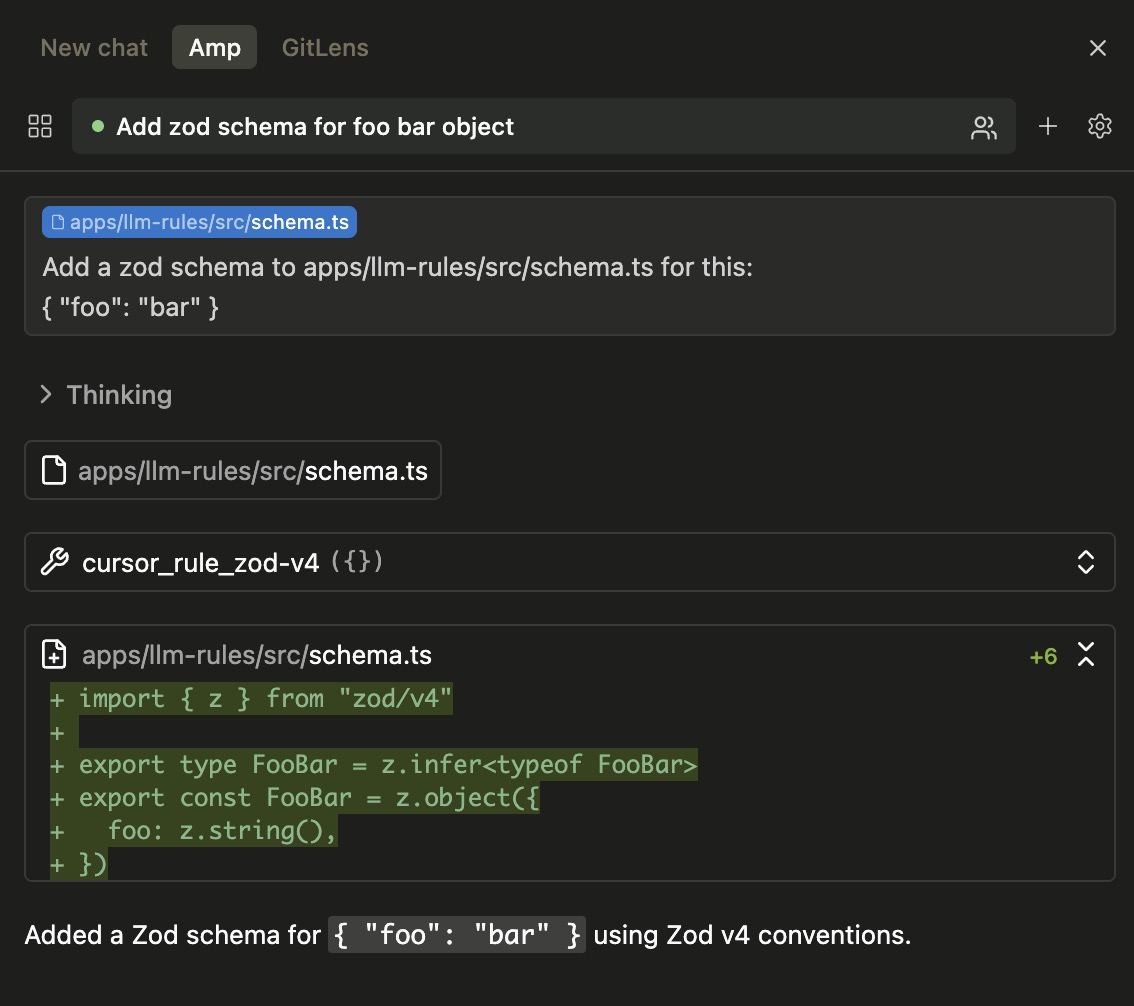 New chat Amp GitLens
Add zod schema for foo bar object
apps/llm-rules/src/schema.ts
Add a zod schema to apps/llm-rules/src/schema.ts for this:
{ "foo": "bar" }
Thinking
apps/llm-rules/src/schema.ts
cursor_rule_zod-v4 ({})
apps/llm-rules/src/schema.ts +6
+ import { z } from "zod/v4"
+
+ export type FooBar = z.infer<typeof FooBar>
+ export const FooBar = z.object({
+   foo: z.string(),
+ })
Added a Zod schema for { "foo": "bar" } using Zod v4 conventions.